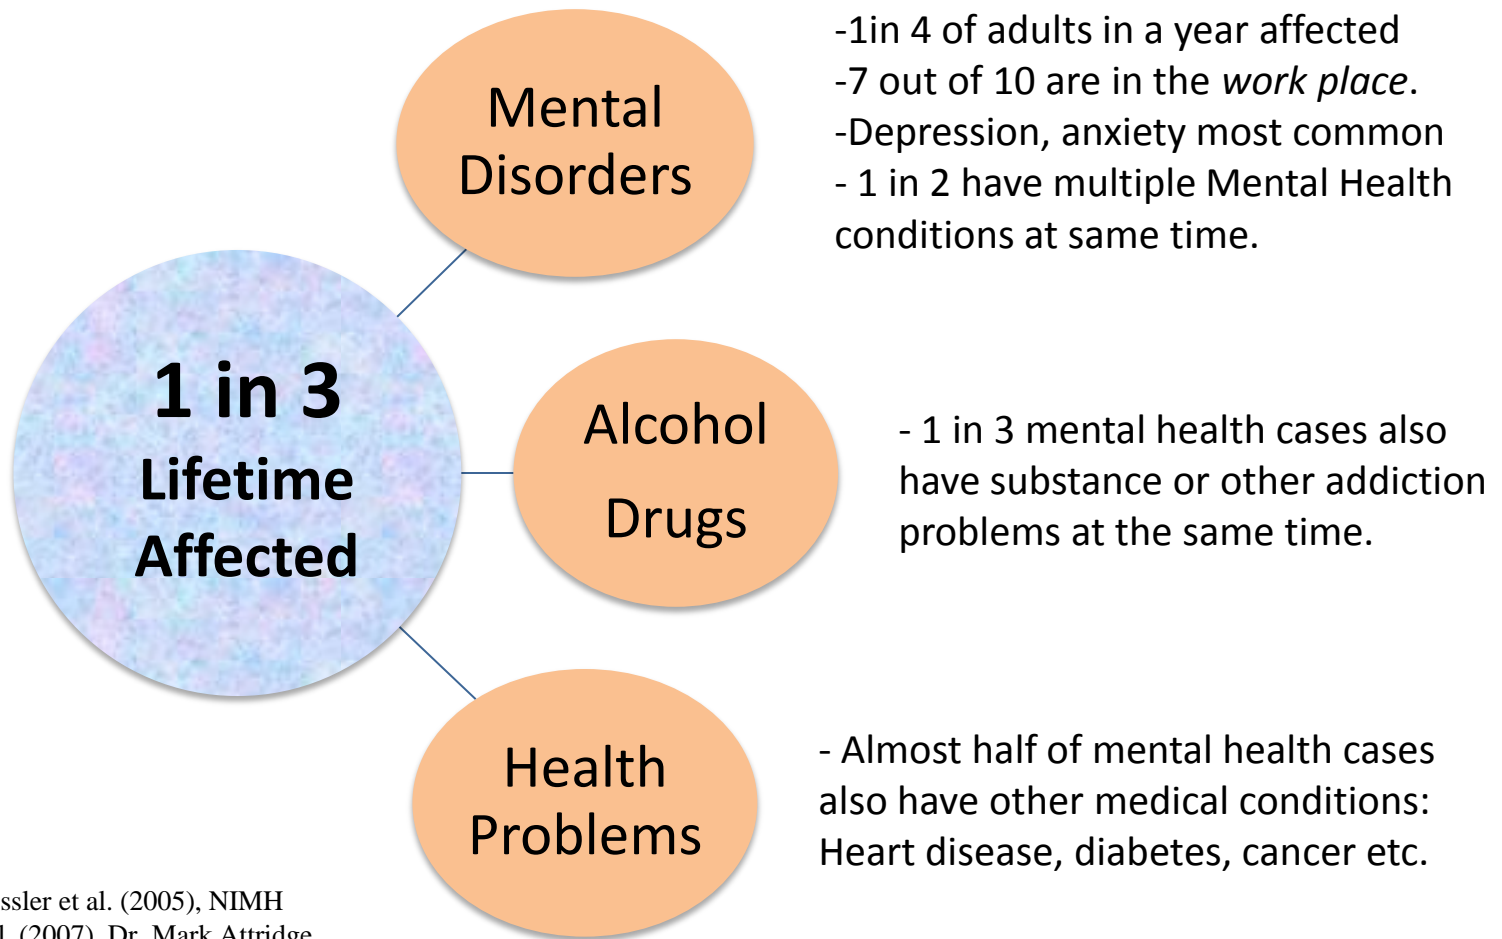 1 in 3
Lifetime
Affected
Mental
Disorders
-1in 4 of adults in a year affected
-7 out of 10 are in the work place.
-Depression, anxiety most common
- 1 in 2 have multiple Mental Health
conditions at same time.
Alcohol
Drugs
- 1 in 3 mental health cases also
have substance or other addiction
problems at the same time.
Health
Problems
- Almost half of mental health cases
also have other medical conditions:
Heart disease, diabetes, cancer etc.
et al. (2005), NIMH
(2007), Dr. Mark Attridge